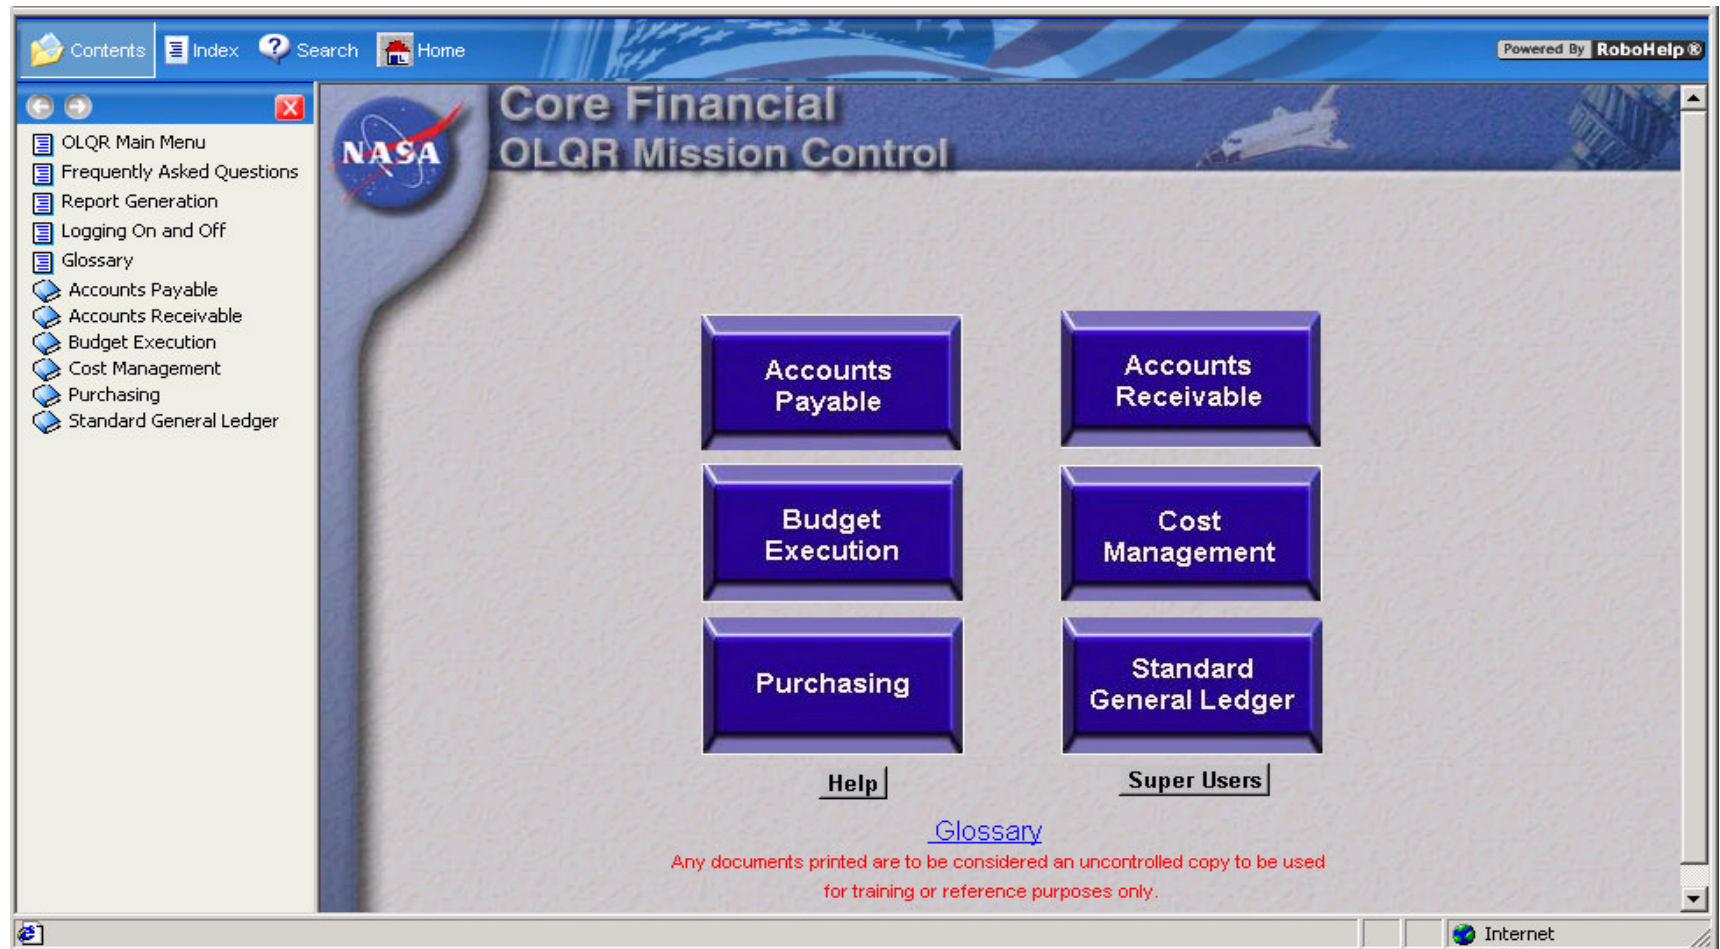 Contents Index Search Home
Powered By RoboHelp®
OLQR Main Menu
Frequently Asked Questions
Report Generation
Logging On and Off
Glossary
Accounts Payable
Accounts Receivable
Budget Execution
Cost Management
Purchasing
Standard General Ledger
NASA
Core Financial
OLQR Mission Control
Accounts
Payable
Accounts
Receivable
Budget
Execution
Cost
Management
Purchasing
Standard
General Ledger
Help
Super Users
Glossary
Any documents printed are to be considered an uncontrolled copy to be used
for training or reference purposes only.
Internet